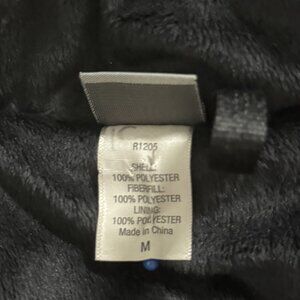 R1205
SHELL:
100% POLYESTER
FIBERFILL:
100% POLYESTER
LINING:
100% POLYESTER
Made in China
M